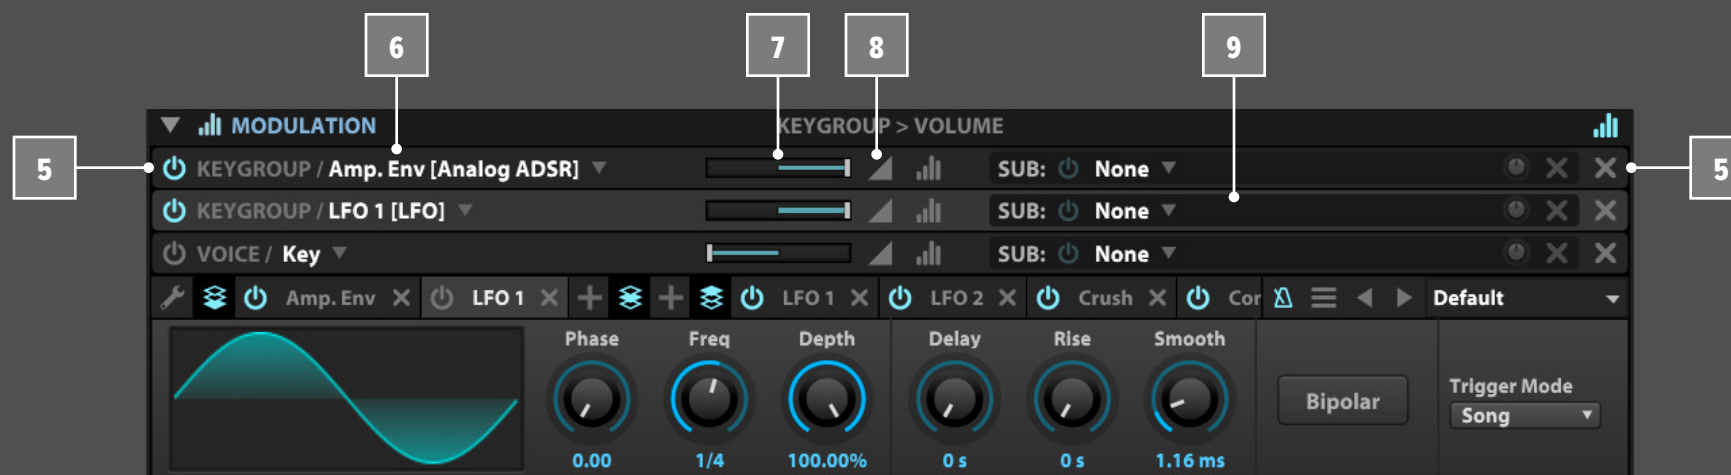 6 7 8 9
MODULATION KEYGROUP > VOLUME
5 KEYGROUP / Amp. Env [Analog ADSR] SUB: None 5
KEYGROUP / LFO 1 [LFO] SUB: None
VOICE / Key SUB: None
Amp. Env LFO 1 LFO 1 LFO 2 Crush Cor Default
Phase Freq Depth Delay Rise Smooth
Trigger Mode
Bipolar
Song
0.00 1/4 100.00% 0 s 0 s 1.16 ms